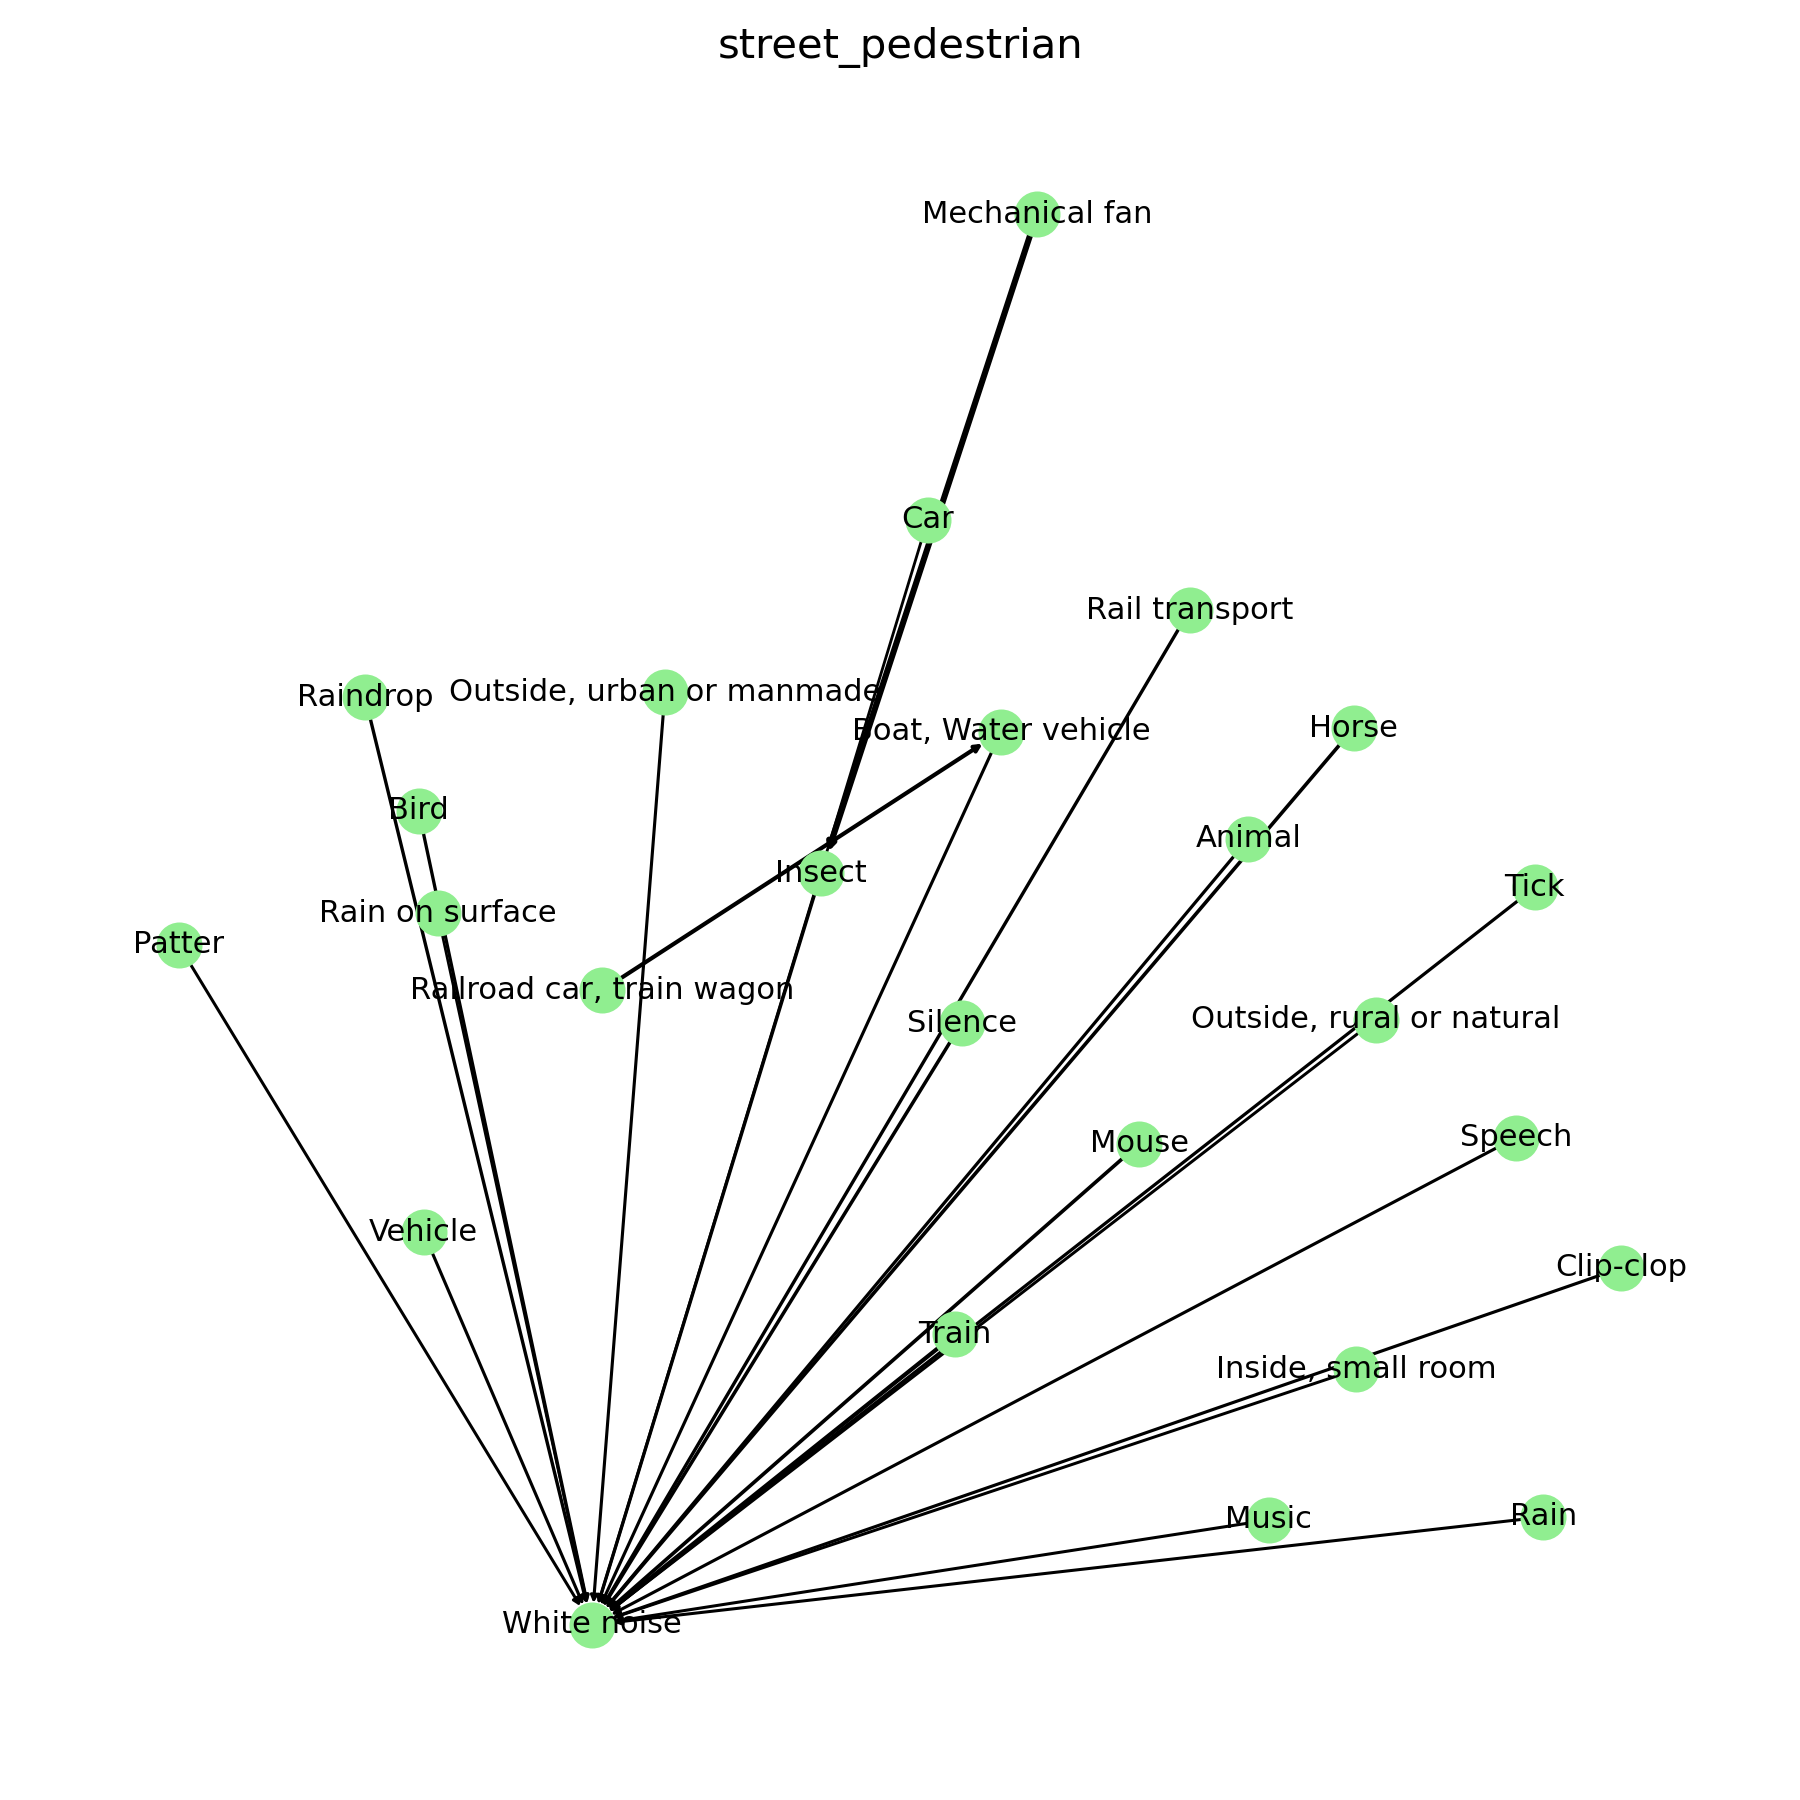 street_pedestrian
Mechanical fan
Car
Rail transport
Raindrop
Outside, urban or manmade
Boat, Water vehicle
Horse
Bird
Animal
Insect
Tick
Rain on surface
Patter
Railroad car, train wagon
Silence
Outside, rural or natural
Mouse
Speech
Vehicle
Clip-clop
Train
Inside, small room
Music
Rain
White noise